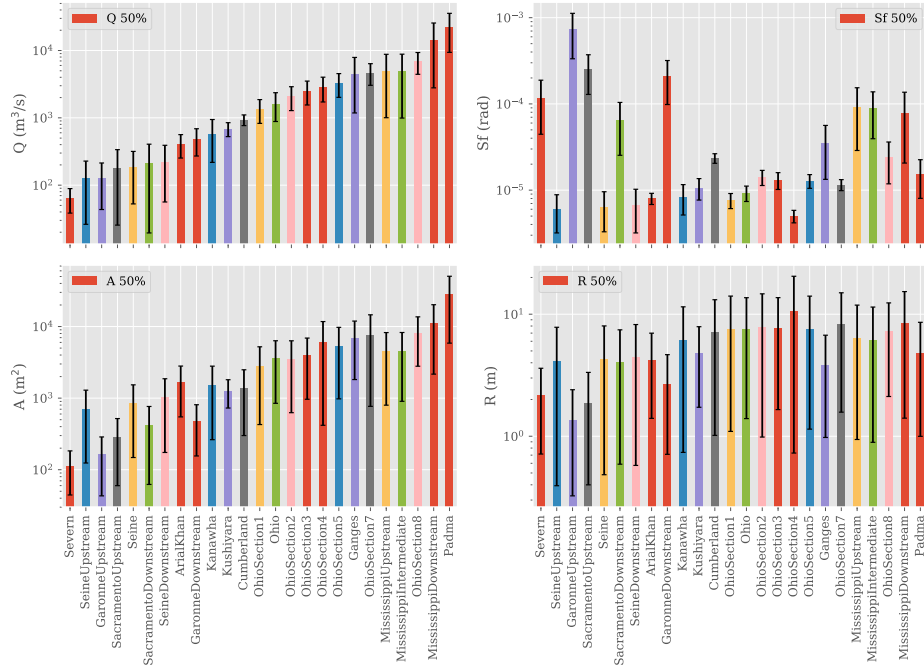 Q 50%
Q (m³/s)
10⁴
10³
10²
Sf 50%
Sf (rad)
10⁻³
10⁻⁴
10⁻⁵
A 50%
A (m²)
10⁴
10³
10²
R 50%
R (m)
10¹
10⁰
Severn
SeineUpstream
GaronneUpstream
SacramentoUpstream
Seine
SacramentoDownstream
SeineDownstream
ArialKhan
GaronneDownstream
Kanawha
Kushiyara
Cumberland
OhioSection1
Ohio
OhioSection2
OhioSection3
OhioSection4
OhioSection5
Ganges
OhioSection7
MississippiUpstream
MississippiIntermediate
OhioSection8
MississippiDownstream
Padma
Severn
SeineUpstream
GaronneUpstream
SacramentoUpstream
Seine
SacramentoDownstream
SeineDownstream
ArialKhan
GaronneDownstream
Kanawha
Kushiyara
Cumberland
OhioSection1
Ohio
OhioSection2
OhioSection3
OhioSection4
OhioSection5
Ganges
OhioSection7
MississippiUpstream
MississippiIntermediate
OhioSection8
MississippiDownstream
Padma